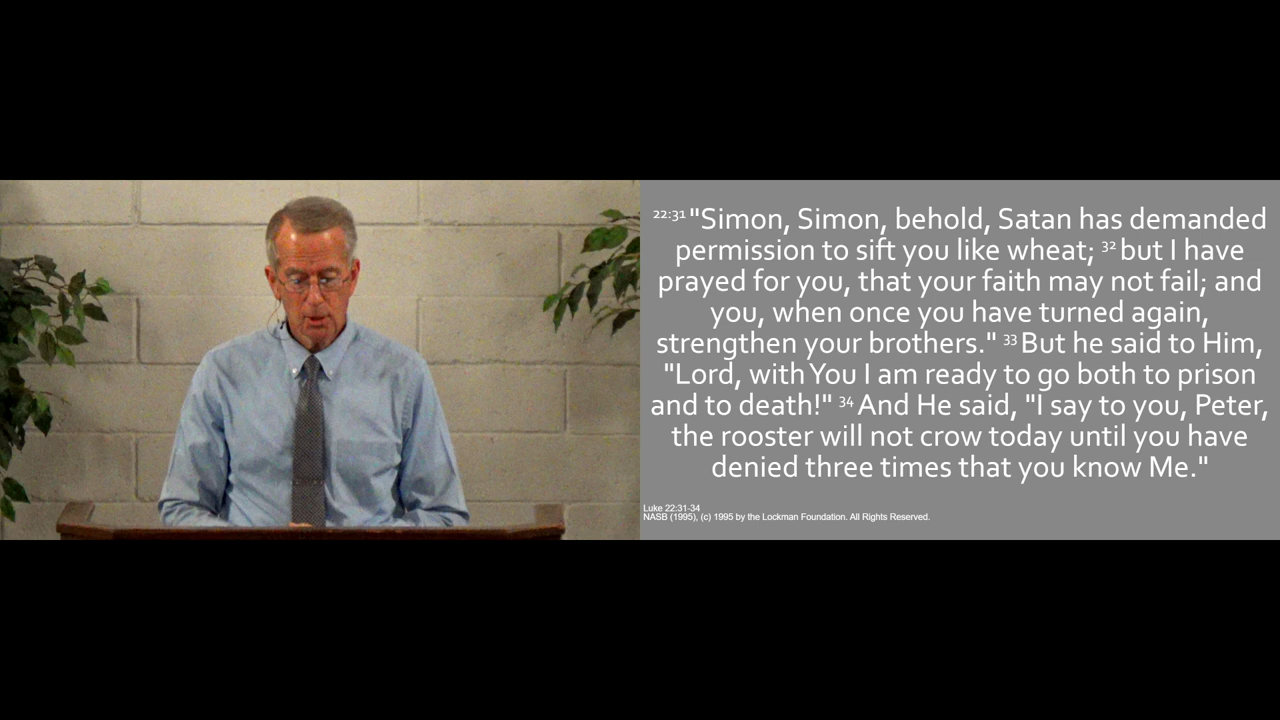 22:31 "Simon, Simon, behold, Satan has demanded
permission to sift you like wheat; 32 but I have
prayed for you, that your faith may not fail; and
you, when once you have turned again,
strengthen your brothers." 33 But he said to Him,
"Lord, with You I am ready to go both to prison
and to death!" 34 And He said, "I say to you, Peter,
the rooster will not crow today until you have
denied three times that you know Me."
Luke 22:31-34
NASB (1995), (c) 1995 by the Lockman Foundation. All Rights Reserved.